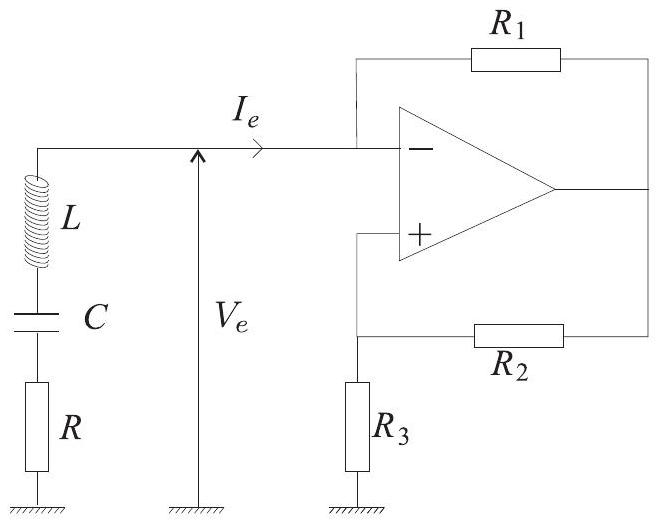 R₁
Iₑ
−
L
+
C
Vₑ
R₂
R
R₃